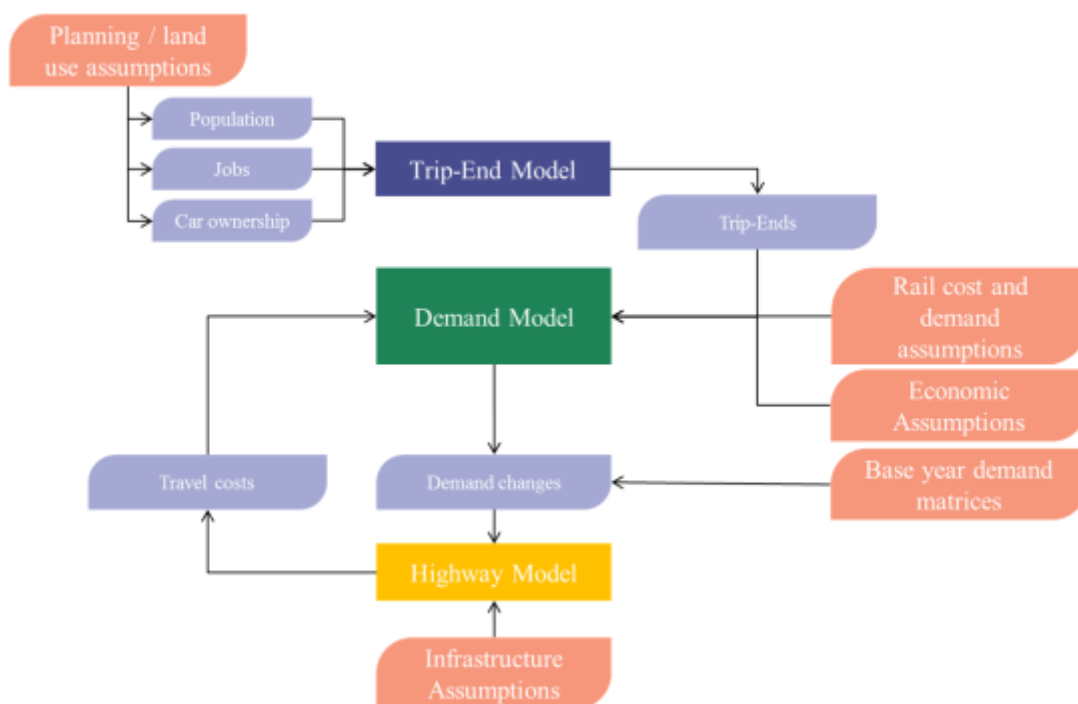 Planning / land
use assumptions
Population
Jobs
Car ownership
Trip-End Model
Trip-Ends
Demand Model
Rail cost and
demand
assumptions
Economic
Assumptions
Travel costs
Demand changes
Base year demand
matrices
Highway Model
Infrastructure
Assumptions